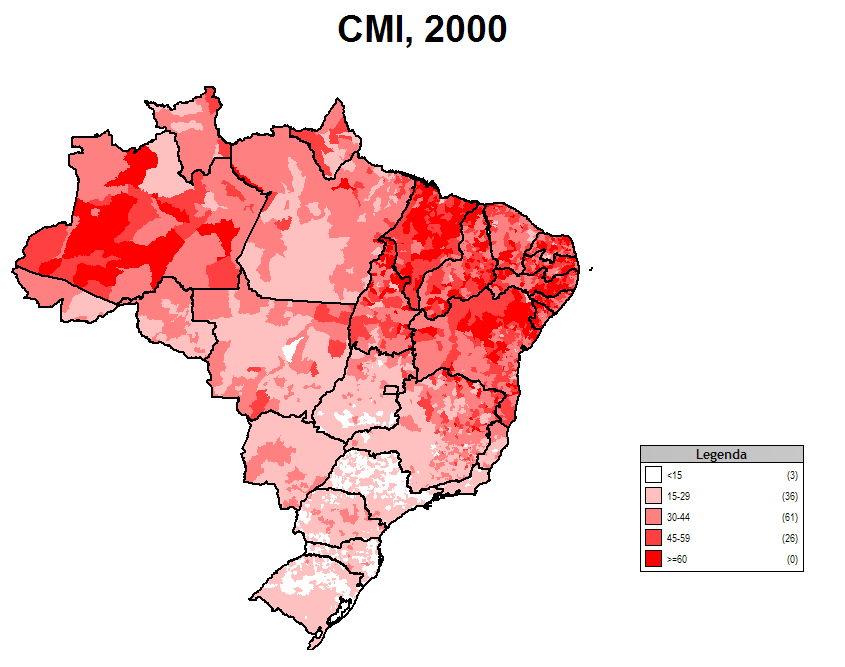 CMI, 2000
Legenda
<15 (3)
15-29 (36)
30-44 (61)
45-59 (26)
>=60 (0)